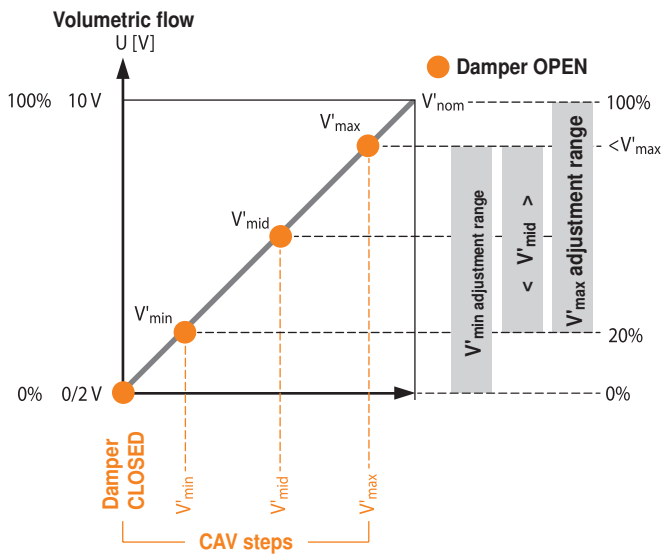 Volumetric flow
U [V]
Damper OPEN
100%
10 V
V'nom
100%
V'max
<V'max
V'mid
V'min
V'min adjustment range
< V'mid >
V'max adjustment range
20%
0%
0/2 V
0%
Damper
CLOSED
V'min
V'mid
V'max
CAV steps